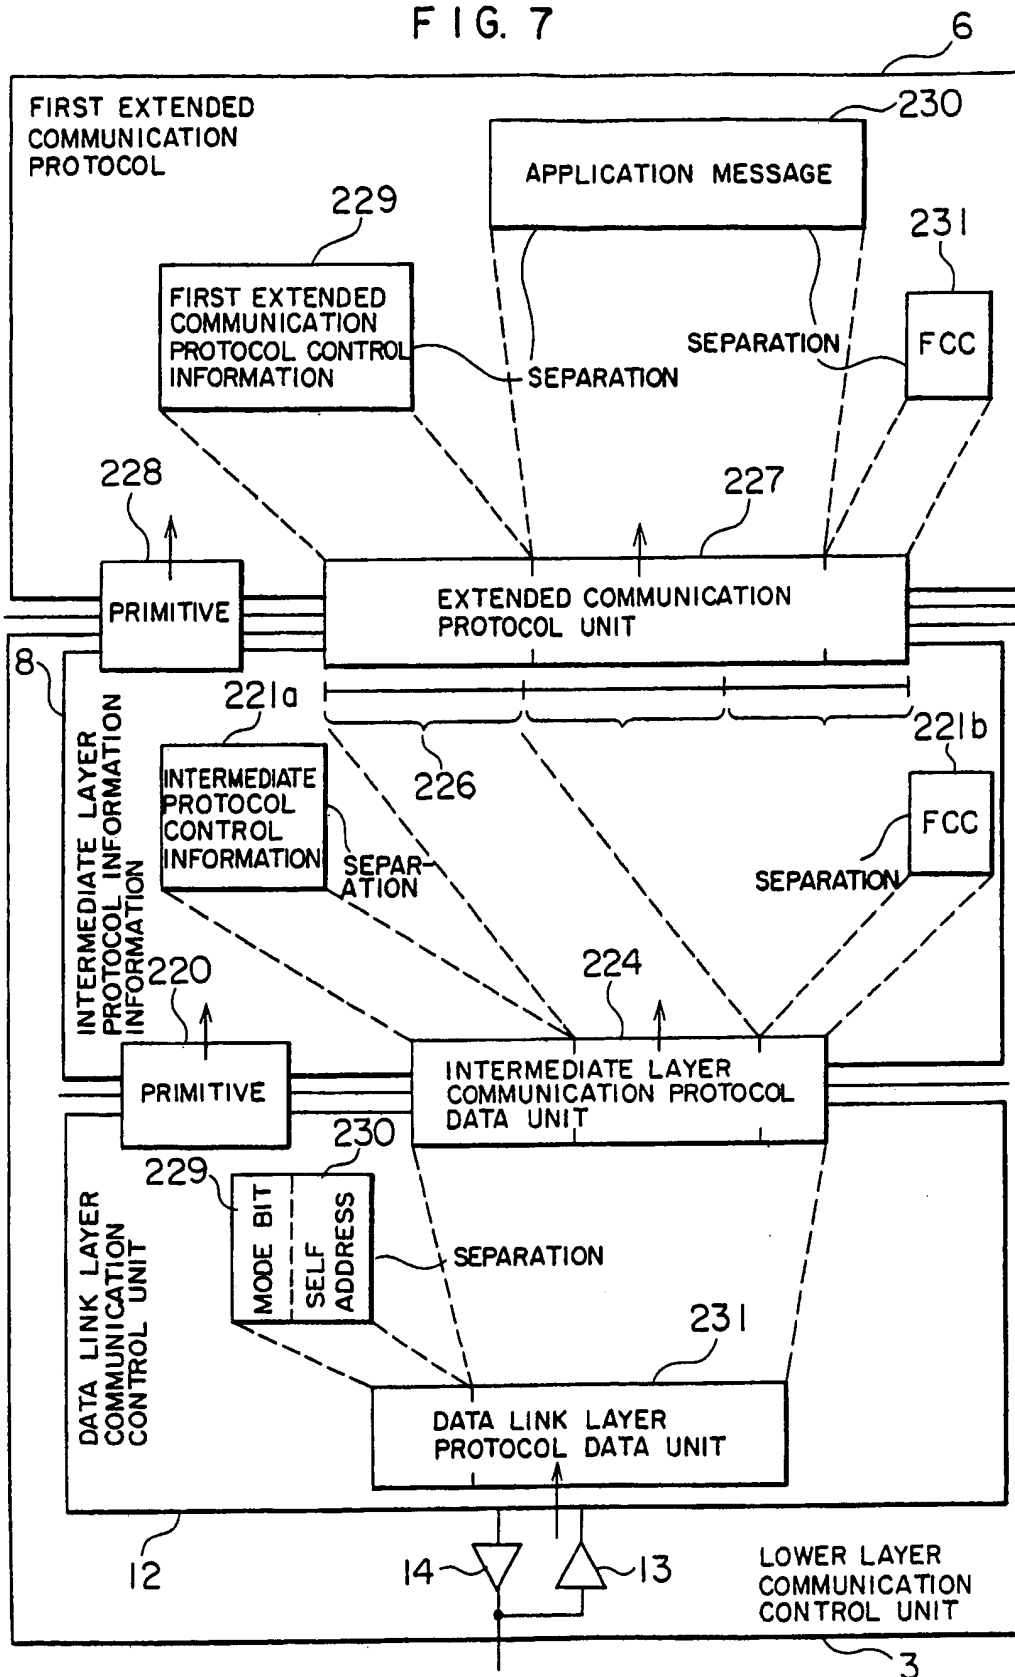 FIG. 7
6
FIRST EXTENDED
COMMUNICATION
PROTOCOL
230
APPLICATION MESSAGE
229
FIRST EXTENDED
COMMUNICATION
PROTOCOL CONTROL
INFORMATION
231
FCC
SEPARATION
SEPARATION
228
PRIMITIVE
227
EXTENDED COMMUNICATION
PROTOCOL UNIT
8
INTERMEDIATE LAYER
PROTOCOL INFORMATION
INFORMATION
221a
INTERMEDIATE
PROTOCOL
CONTROL
INFORMATION
SEPAR-
ATION
226
221b
FCC
SEPARATION
220
PRIMITIVE
224
INTERMEDIATE LAYER
COMMUNICATION PROTOCOL
DATA UNIT
DATA LINK LAYER
COMMUNICATION
CONTROL UNIT
229
230
MODE BIT
SELF
ADDRESS
SEPARATION
231
DATA LINK LAYER
PROTOCOL DATA UNIT
12
14
13
LOWER LAYER
COMMUNICATION
CONTROL UNIT
3